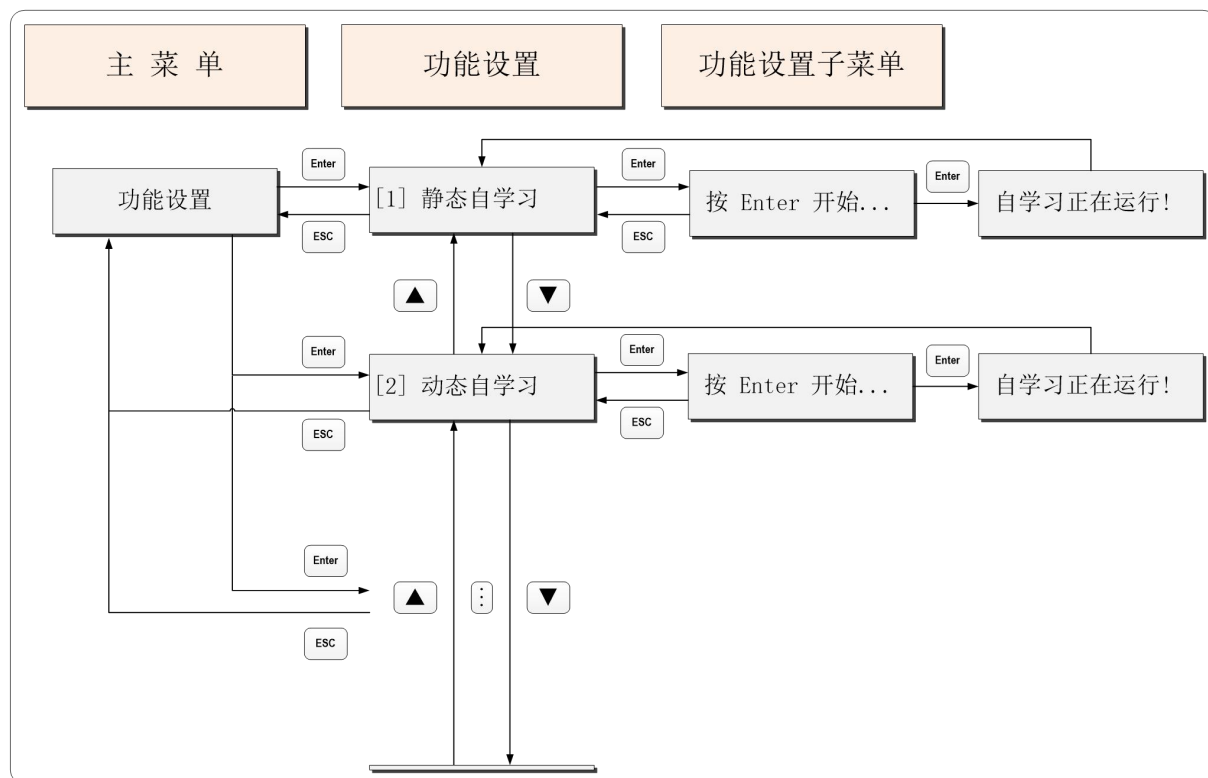 主 菜 单
功能设置
功能设置子菜单
Enter
Enter
Enter
功能设置
[1] 静态自学习
按 Enter 开始...
自学习正在运行!
ESC
ESC
▲
▼
Enter
Enter
Enter
[2] 动态自学习
按 Enter 开始...
自学习正在运行!
ESC
ESC
Enter
▲
⋮
▼
ESC